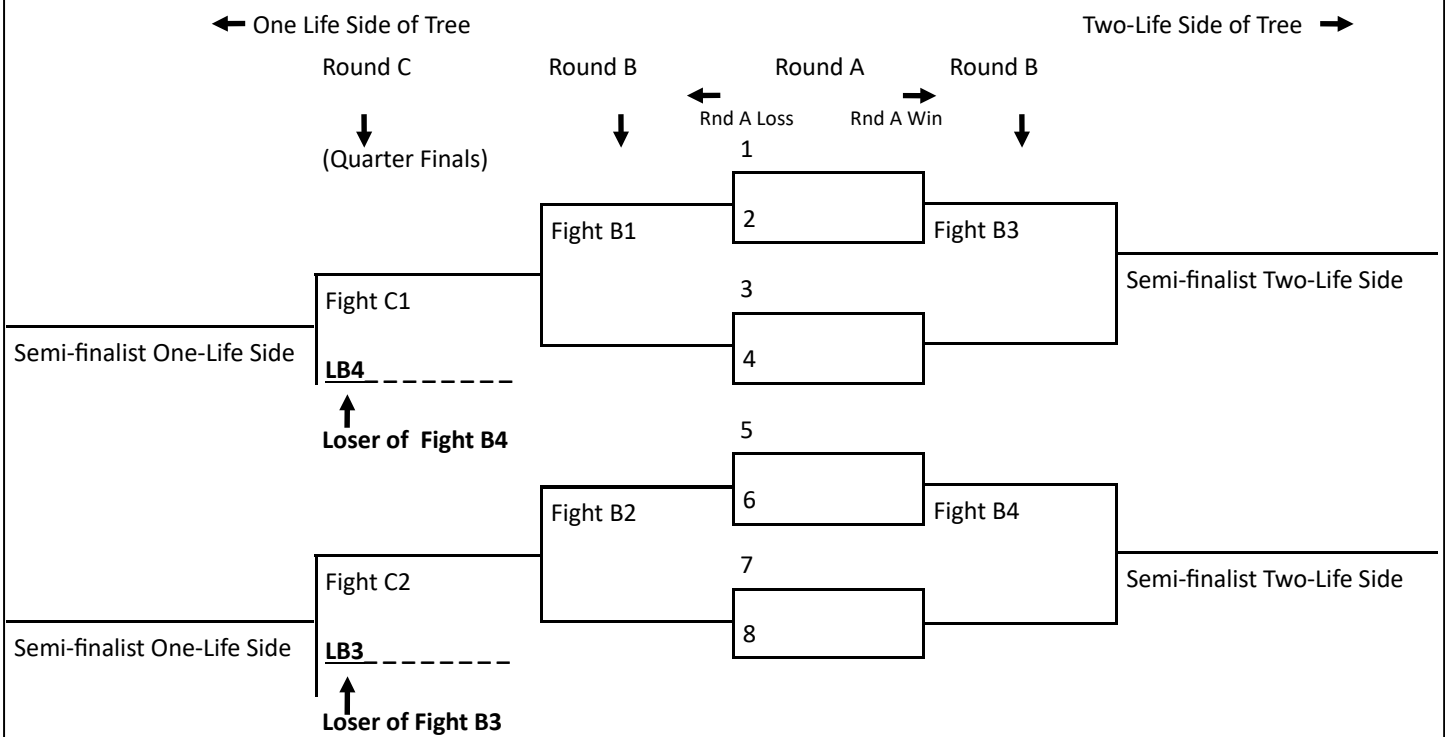 One Life Side of Tree
Two-Life Side of Tree
Round C
Round B
Round A
Round B
Rnd A Loss
Rnd A Win
(Quarter Finals)
1
Fight B1
2
Fight B3
Fight C1
3
Semi-finalist Two-Life Side
Semi-finalist One-Life Side
LB4_ _ _ _ _ _ _ _
4
Loser of Fight B4
5
Fight B2
6
Fight B4
Fight C2
7
Semi-finalist Two-Life Side
Semi-finalist One-Life Side
LB3_ _ _ _ _ _ _ _
8
Loser of Fight B3